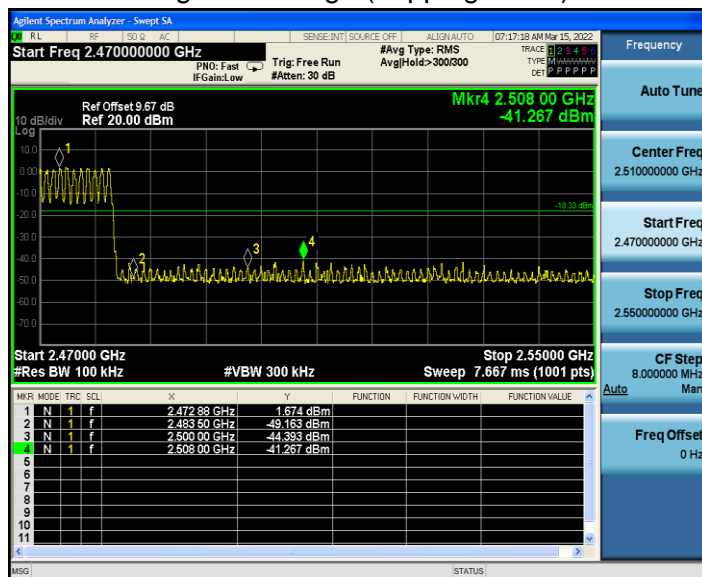 Agilent Spectrum Analyzer - Swept SA
RL RF 50 Ω AC SENSE:INT SOURCE OFF ALIGN AUTO 07:17:18 AM Mar 15, 2022
Start Freq 2.470000000 GHz
PNO: Fast
IFGain:Low
Trig: Free Run
#Atten: 30 dB
#Avg Type: RMS
Avg|Hold:>300/300
TRACE 1 2 3 4 5 6
TYPE M
DET P P P P P P
Frequency
Mkr4 2.508 00 GHz
-41.267 dBm
Ref Offset 9.67 dB
10 dB/div Ref 20.00 dBm
Log
10.0
0.00
-10.0
-20.0
-30.0
-40.0
-50.0
-60.0
-70.0
1
2
3
4
-18.33 dBm
Start 2.47000 GHz Stop 2.55000 GHz
#Res BW 100 kHz #VBW 300 kHz Sweep 7.667 ms (1001 pts)
MKR MODE TRC SCL X Y FUNCTION FUNCTION WIDTH FUNCTION VALUE
1 N 1 f 2.472 88 GHz 1.674 dBm
2 N 1 f 2.483 50 GHz -49.163 dBm
3 N 1 f 2.500 00 GHz -44.393 dBm
4 N 1 f 2.508 00 GHz -41.267 dBm
5
6
7
8
9
10
11
MSG STATUS
Auto Tune
Center Freq
2.510000000 GHz
Start Freq
2.470000000 GHz
Stop Freq
2.550000000 GHz
CF Step
8.000000 MHz
Auto Man
Freq Offset
0 Hz